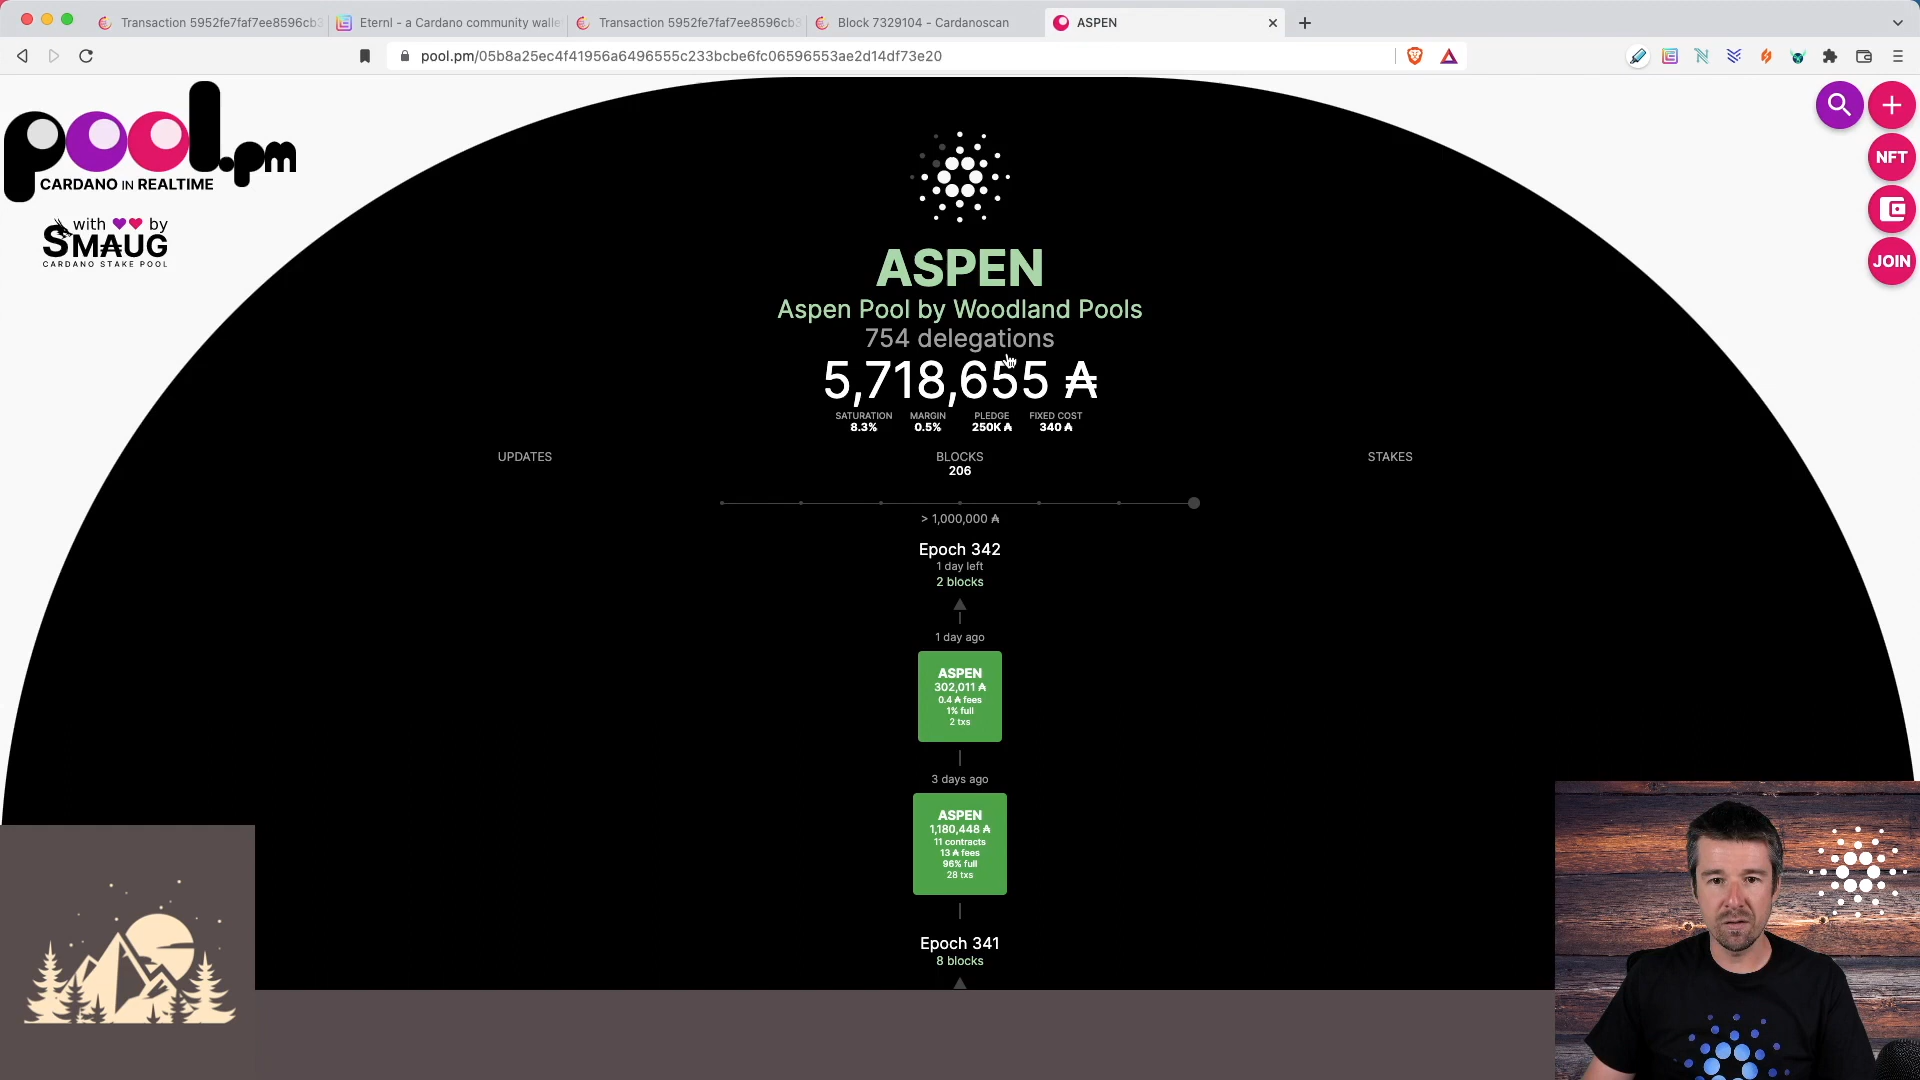 Transaction 5952fe7faf7ee8596cb3
Eternl - a Cardano community walle
Transaction 5952fe7faf7ee8596cb3
Block 7329104 - Cardanoscan
ASPEN
pool.pm/05b8a25ec4f41956a6496555c233bcbe6fc06596553ae2d14df73e20
pool.pm
CARDANO IN REALTIME
with by
SMAUG
CARDANO STAKE POOL
NFT
JOIN
ASPEN
Aspen Pool by Woodland Pools
754 delegations
5,718,655 ₳
SATURATION MARGIN PLEDGE FIXED COST
8.3% 0.5% 250K ₳ 340 ₳
UPDATES BLOCKS STAKES
206
> 1,000,000 ₳
Epoch 342
1 day left
2 blocks
1 day ago
ASPEN
302,011 ₳
0.4 ₳ fees
1% full
2 txs
3 days ago
ASPEN
1,180,448 ₳
11 contracts
13 ₳ fees
96% full
28 txs
Epoch 341
8 blocks